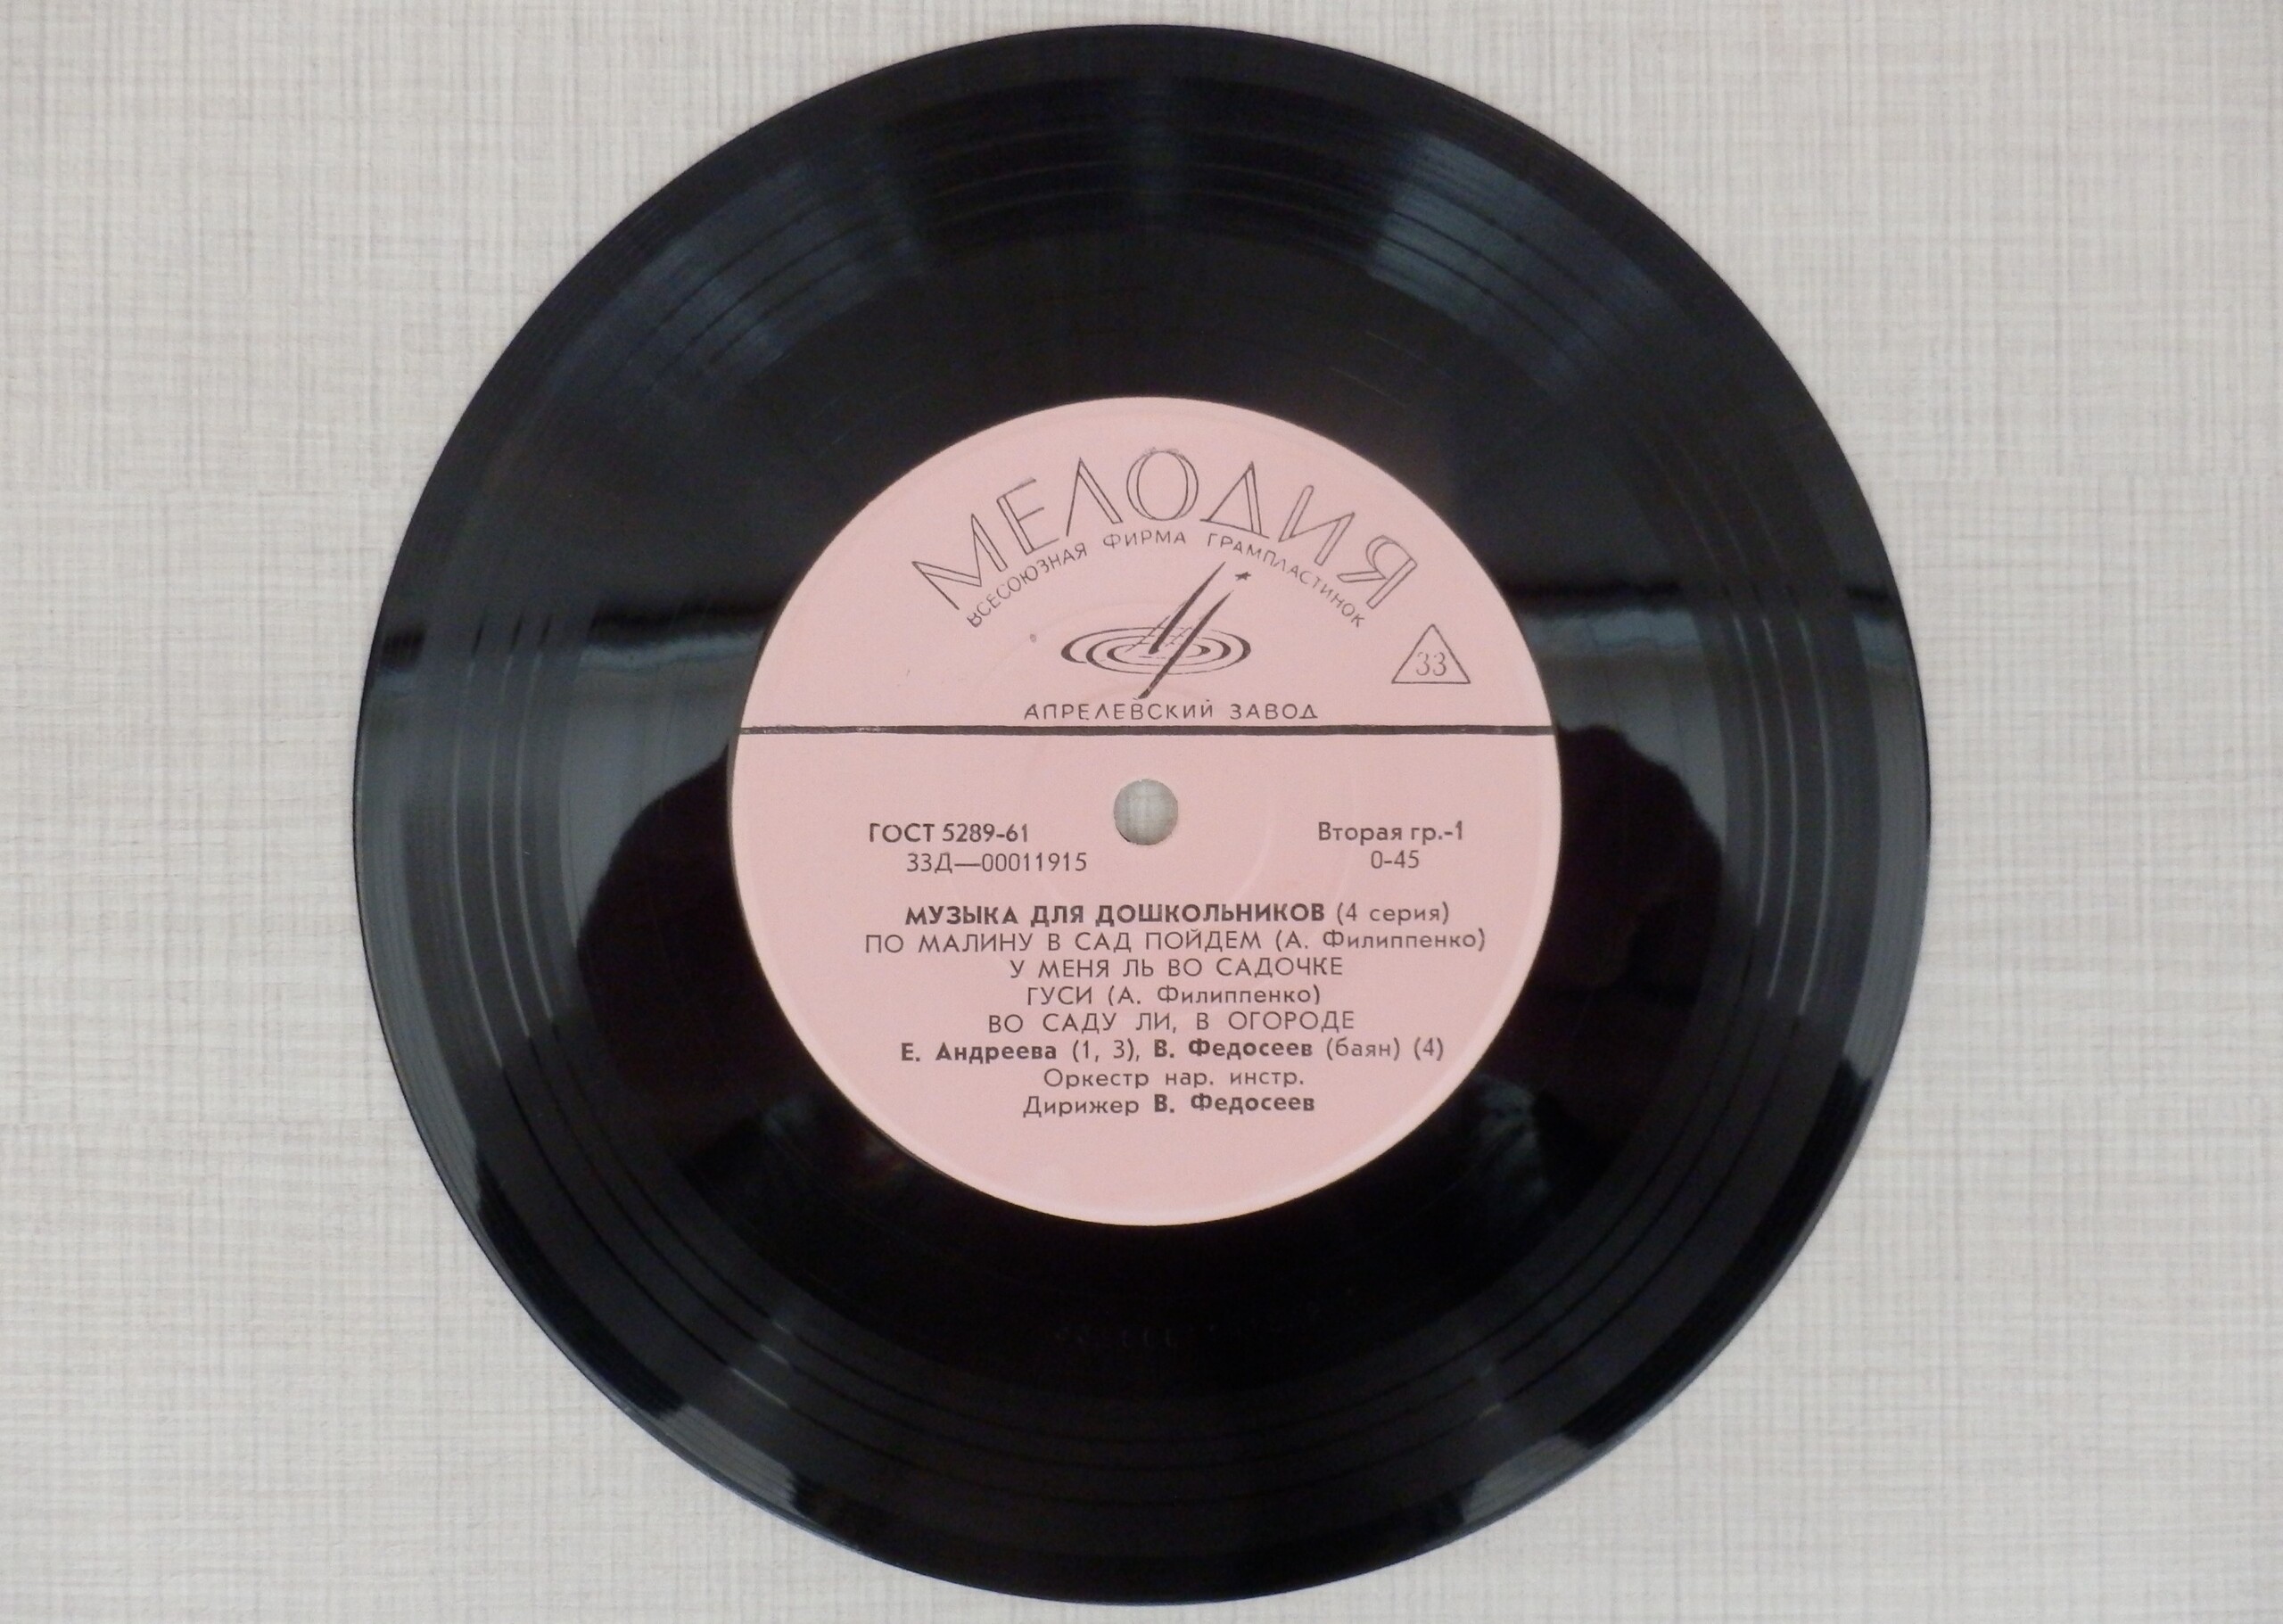 МЕЛОДИЯ
ВСЕСОЮЗНАЯ ФИРМА ГРАМПЛАСТИНОК
33
АПРЕЛЕВСКИЙ ЗАВОД
ГОСТ 5289-61
33Д—00011915
Вторая гр.-1
0-45
МУЗЫКА ДЛЯ ДОШКОЛЬНИКОВ (4 серия)
ПО МАЛИНУ В САД ПОЙДЕМ (А. Филиппенко)
У МЕНЯ ЛЬ ВО САДОЧКЕ
ГУСИ (А. Филиппенко)
ВО САДУ ЛИ, В ОГОРОДЕ
Е. Андреева (1, 3), В. Федосеев (баян) (4)
Оркестр нар. инстр.
Дирижер В. Федосеев